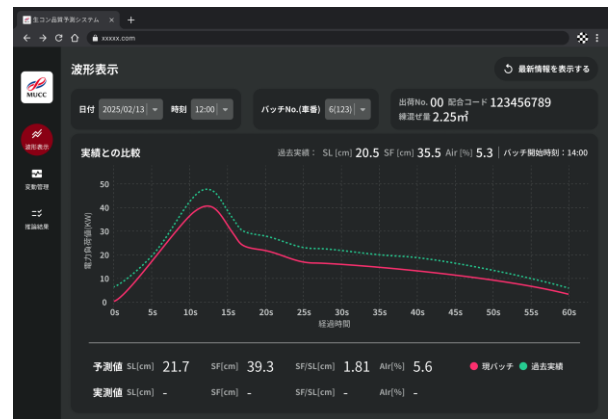 生コン品質予測システム × +
xxxxx.com
MUCC
波形表示
最新情報を表示する
日付 2025/02/13 時刻 12:00 バッチNo.(車番) 6(123)
出荷No. 00 配合コード 123456789
練混ぜ量 2.25㎥
波形表示
変動管理
推論結果
実績との比較
過去実績： SL [cm] 20.5 SF [cm] 35.5 Air [%] 5.3 | バッチ開始時刻：14:00
電力負荷値(KW)
50
40
30
20
10
0
0s 5s 10s 15s 20s 25s 30s 35s 40s 45s 50s 55s 60s
経過時間
予測値 SL[cm] 21.7 SF[cm] 39.3 SF/SL[cm] 1.81 AIr[%] 5.6
現バッチ 過去実績
実測値 SL[cm] - SF[cm] - SF/SL[cm] - AIr[%] -